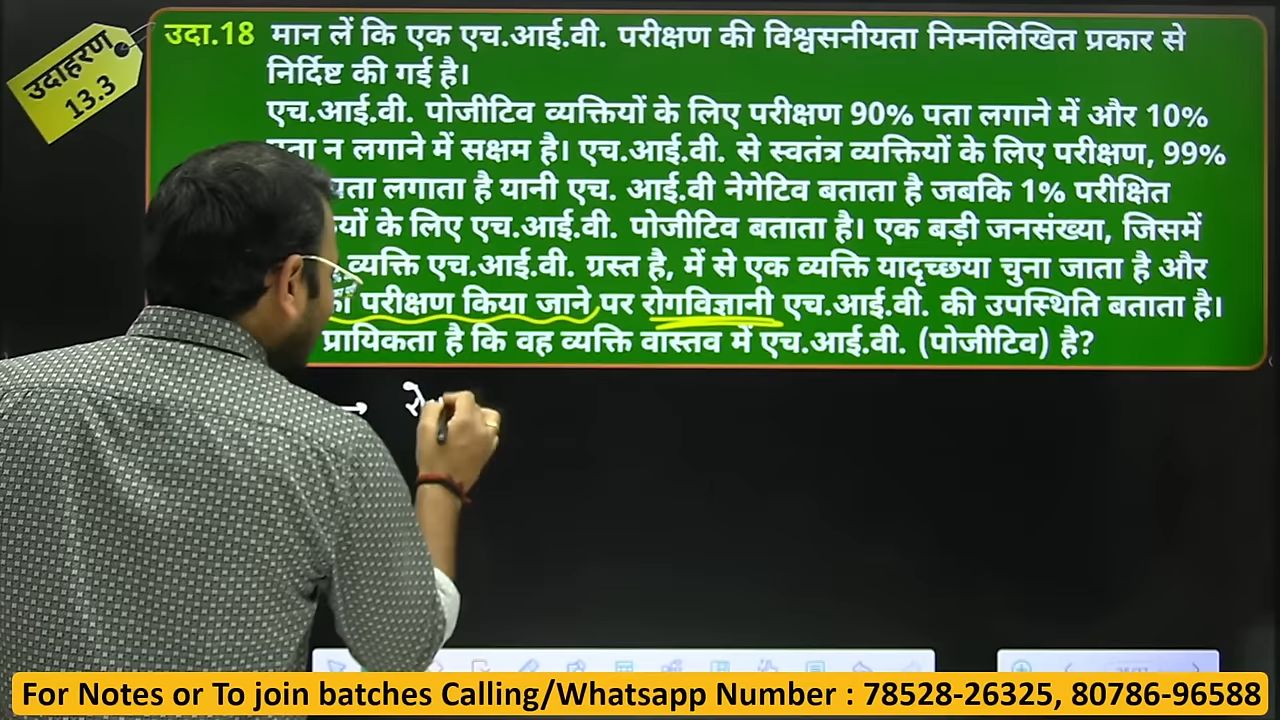 उदाहरण
13.3
उदा.18 मान लें कि एक एच.आई.वी. परीक्षण की विश्वसनीयता निम्नलिखित प्रकार से
निर्दिष्ट की गई है।
एच.आई.वी. पोजीटिव व्यक्तियों के लिए परीक्षण 90% पता लगाने में और 10%
पता न लगाने में सक्षम है। एच.आई.वी. से स्वतंत्र व्यक्तियों के लिए परीक्षण, 99%
पता लगाता है यानी एच. आई.वी नेगेटिव बताता है जबकि 1% परीक्षित
के लिए एच.आई.वी. पोजीटिव बताता है। एक बड़ी जनसंख्या, जिसमें
व्यक्ति एच.आई.वी. ग्रस्त है, में से एक व्यक्ति यादृच्छया चुना जाता है और
परीक्षण किया जाने पर रोगविज्ञानी एच.आई.वी. की उपस्थिति बताता है।
प्रायिकता है कि वह व्यक्ति वास्तव में एच.आई.वी. (पोजीटिव) है?
For Notes or To join batches Calling/Whatsapp Number : 78528-26325, 80786-96588